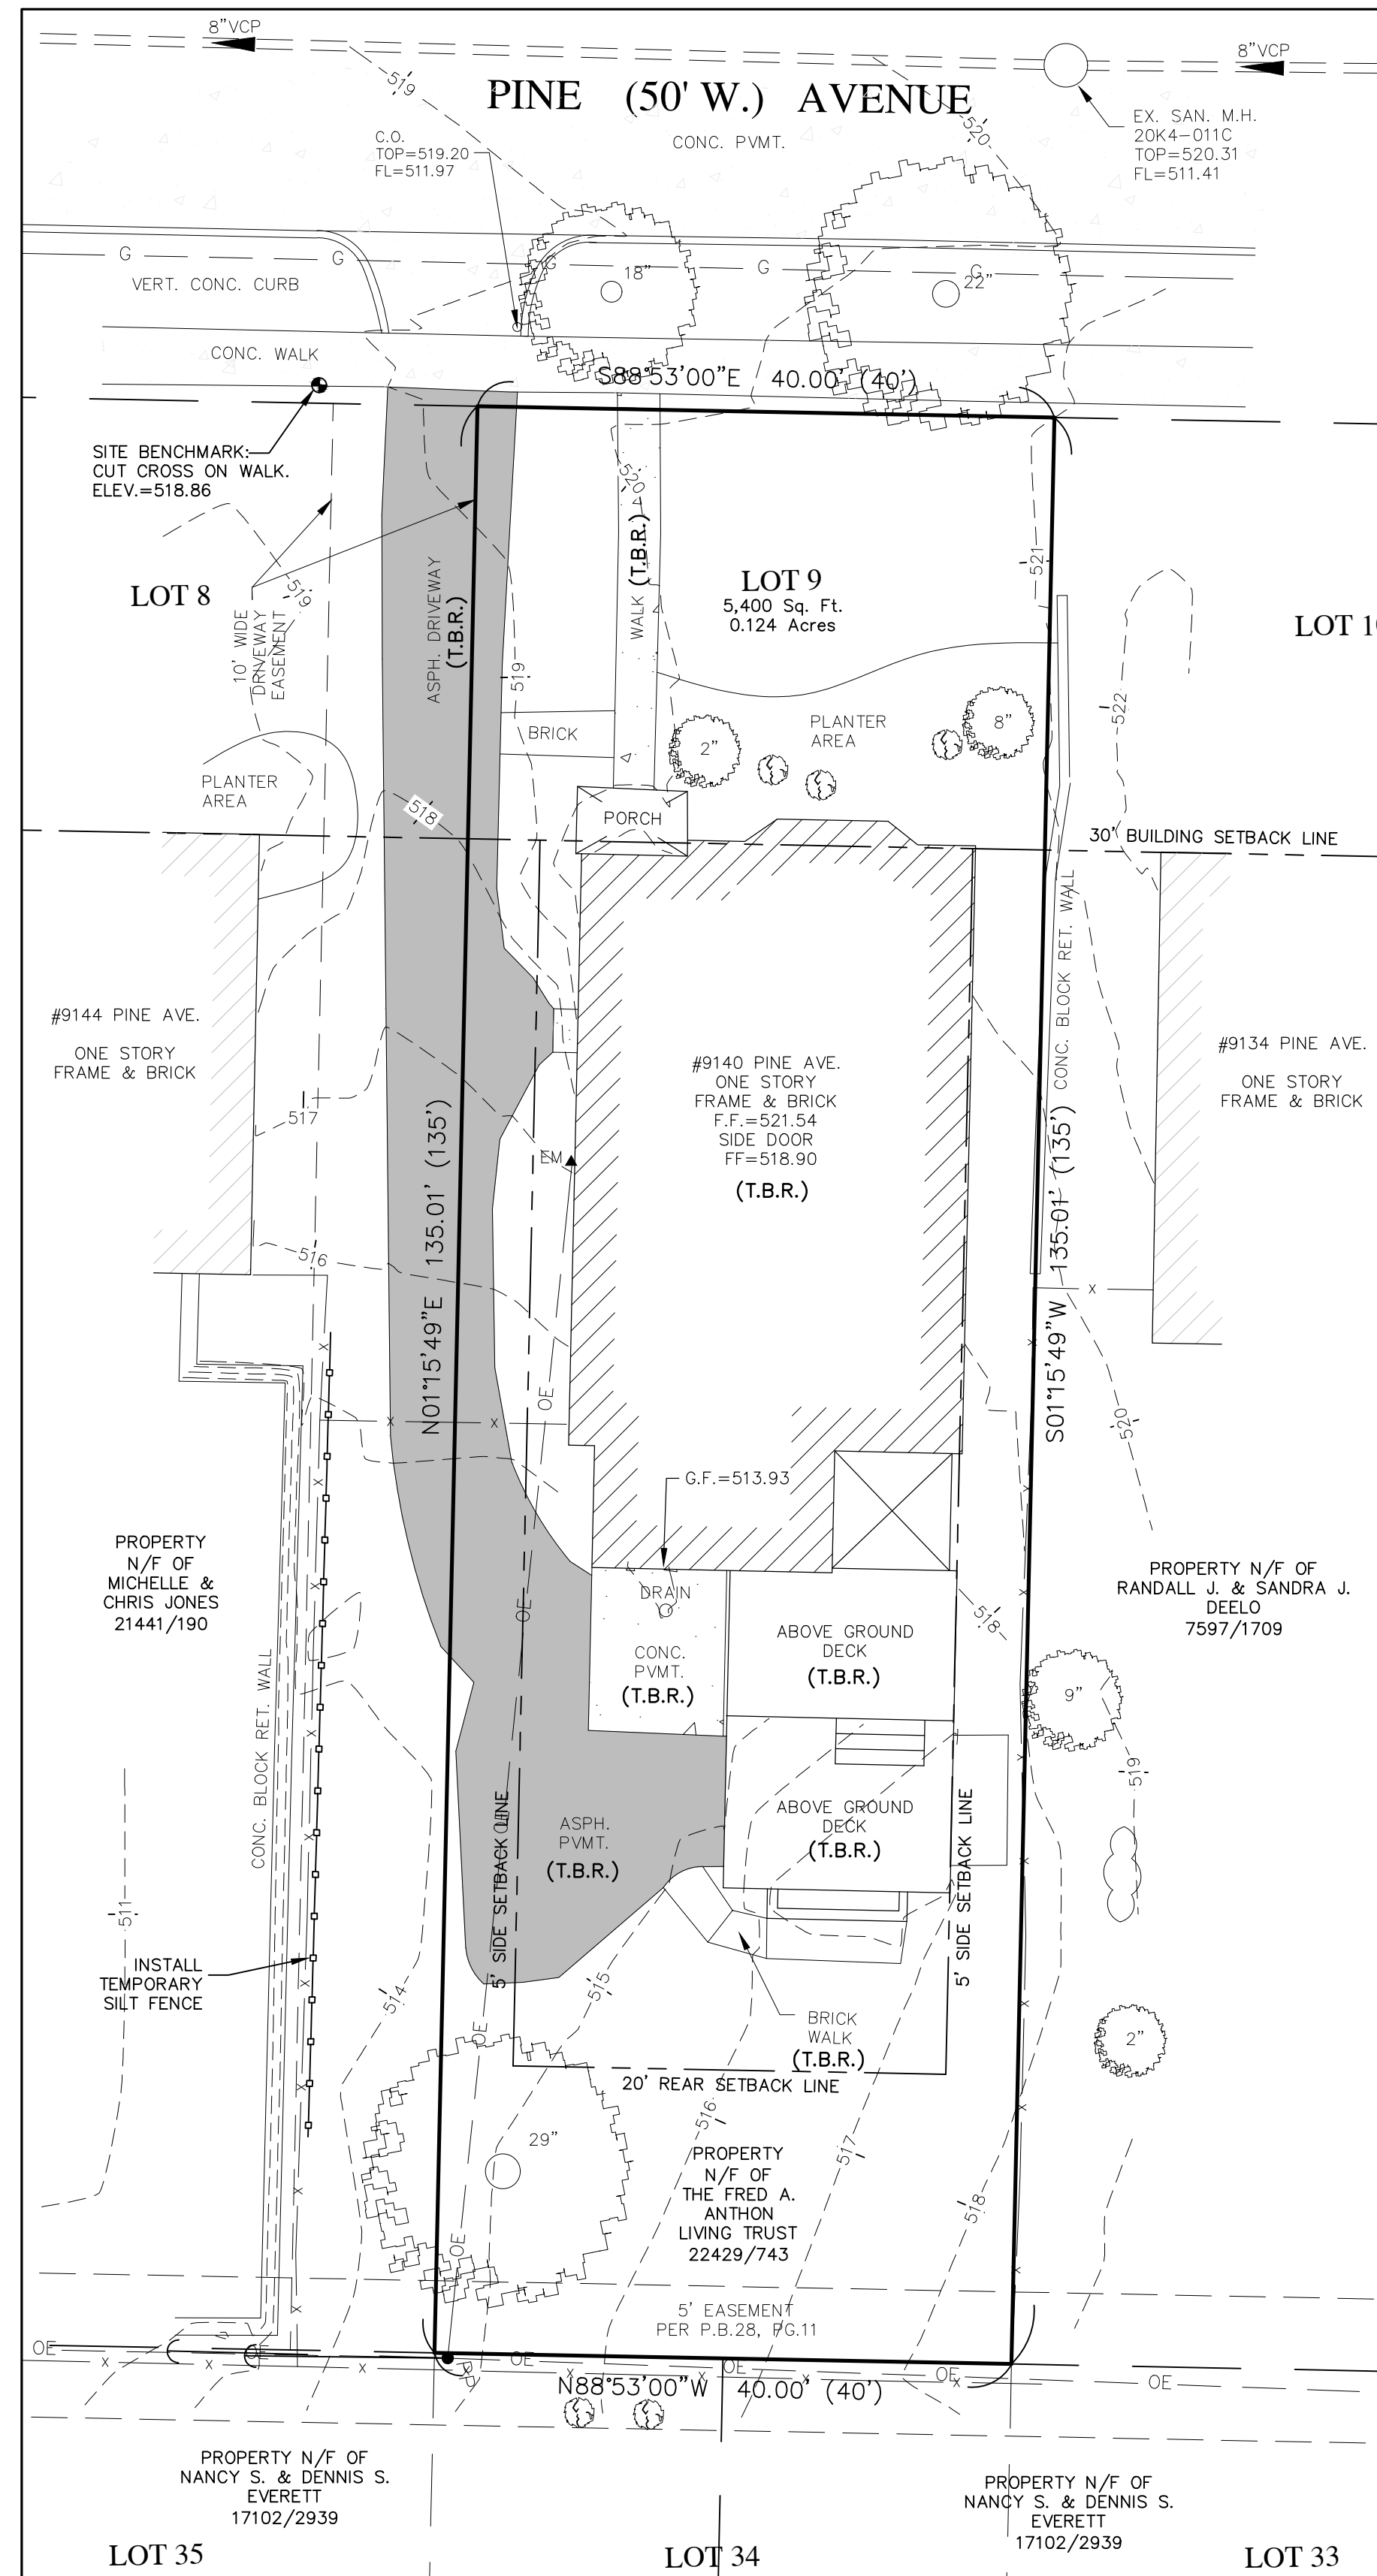 8"VCP
8"VCP
519
PINE (50' W.) AVENUE
520
CONC. PVMT.
C.O.
TOP=519.20
FL=511.97
EX. SAN. M.H.
20K4-011C
TOP=520.31
FL=511.41
G
G
G
G
G
VERT. CONC. CURB
18"
22"
CONC. WALK
S88°53'00"E 40.00' (40')
SITE BENCHMARK:
CUT CROSS ON WALK.
ELEV.=518.86
520
521
519
LOT 8
10' WIDE
DRIVEWAY
EASEMENT
ASPH. DRIVEWAY
(T.B.R.)
WALK (T.B.R.)
LOT 9
5,400 Sq. Ft.
0.124 Acres
LOT 10
519
522
BRICK
2"
PLANTER
AREA
8"
PLANTER
AREA
518
PORCH
30' BUILDING SETBACK LINE
CONC. BLOCK RET. WALL
#9144 PINE AVE.
ONE STORY
FRAME & BRICK
#9140 PINE AVE.
ONE STORY
FRAME & BRICK
F.F.=521.54
SIDE DOOR
FF=518.90
(T.B.R.)
#9134 PINE AVE.
ONE STORY
FRAME & BRICK
517
EM
N01°15'49"E 135.01' (135')
S01°15'49"W 135.01' (135')
516
X
X
X
X
X
OE
520
G.F.=513.93
X
X
PROPERTY
N/F OF
MICHELLE &
CHRIS JONES
21441/190
PROPERTY N/F OF
RANDALL J. & SANDRA J.
DEELO
7597/1709
DRAIN
OE
X
X
518
CONC.
PVMT.
(T.B.R.)
ABOVE GROUND
DECK
(T.B.R.)
9"
CONC. BLOCK RET. WALL
X
X
519
5' SIDE SETBACK LINE
OE
ASPH.
PVMT.
(T.B.R.)
ABOVE GROUND
DECK
(T.B.R.)
5' SIDE SETBACK LINE
X
X
511
INSTALL
TEMPORARY
SILT FENCE
X
514
515
X
BRICK
WALK
(T.B.R.)
OE
2"
20' REAR SETBACK LINE
X
X
516
517
29"
PROPERTY
N/F OF
THE FRED A.
ANTHON
LIVING TRUST
22429/743
518
X
OE
X
X
5' EASEMENT
PER P.B.28, PG.11
OE
OE
OE
OE
OE
OE
X
X
X
X
X
X
X
N88°53'00"W 40.00' (40')
PROPERTY N/F OF
NANCY S. & DENNIS S.
EVERETT
17102/2939
PROPERTY N/F OF
NANCY S. & DENNIS S.
EVERETT
17102/2939
LOT 35
LOT 34
LOT 33